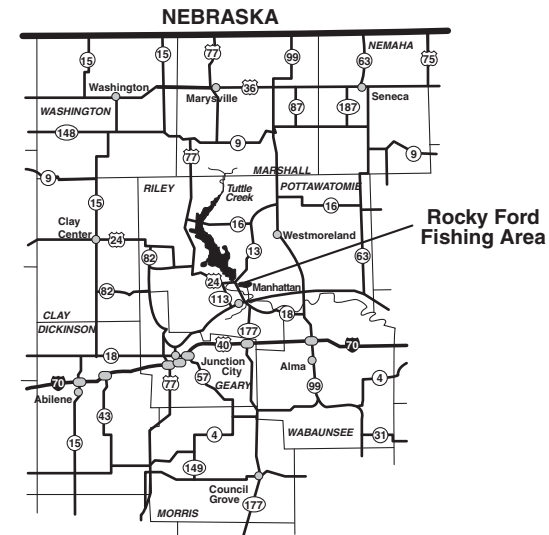 NEBRASKA
NEMAHA
15
15
77
99
63
75
Washington
Marysville
36
Seneca
87
187
WASHINGTON
148
9
77
9
9
MARSHALL
RILEY
Tuttle
Creek
POTTAWATOMIE
15
16
16
Rocky Ford
Fishing Area
Clay
Center
24
Westmoreland
82
13
63
24
Manhattan
82
113
18
CLAY
DICKINSON
177
40
70
18
Junction
City
Alma
70
77
57
GEARY
99
4
Abilene
43
15
4
WABAUNSEE
31
149
Council
Grove
177
MORRIS